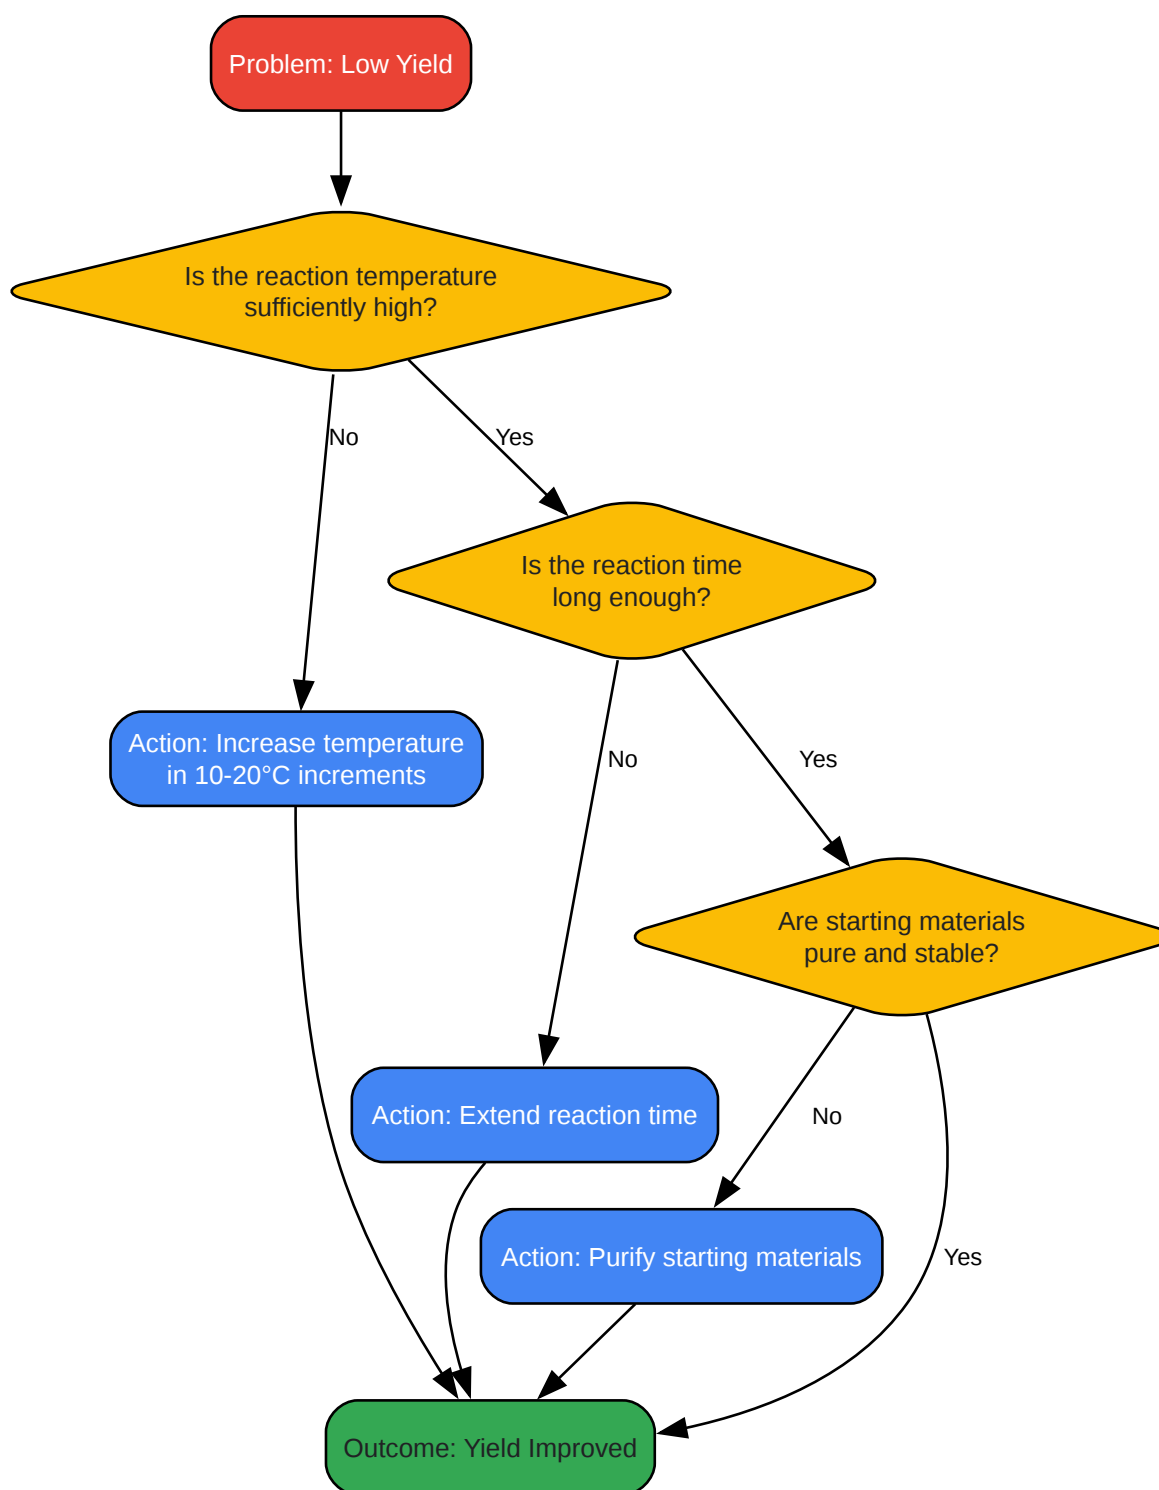 Problem: Low Yield
Is the reaction temperature
sufficiently high?
No
Yes
Is the reaction time
long enough?
Action: Increase temperature
in 10-20°C increments
No
Yes
Are starting materials
pure and stable?
Action: Extend reaction time
No
Action: Purify starting materials
Yes
Outcome: Yield Improved